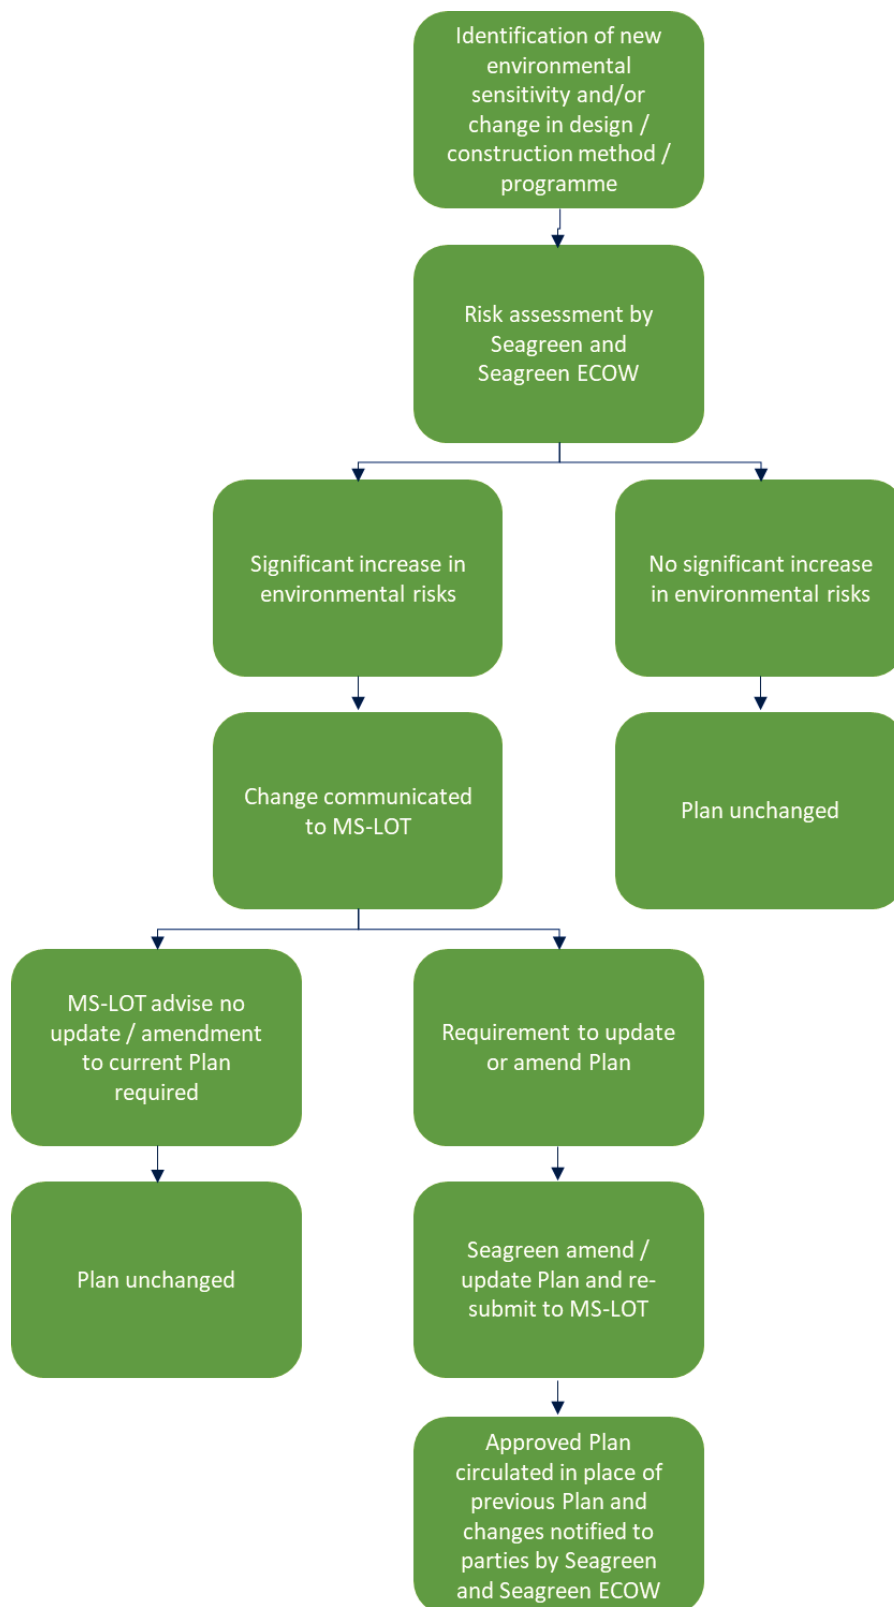 Identification of new
environmental
sensitivity and/or
change in design /
construction method /
programme
Risk assessment by
Seagreen and
Seagreen ECOW
Significant increase in
environmental risks
No significant increase
in environmental risks
Change communicated
to MS-LOT
Plan unchanged
MS-LOT advise no
update / amendment
to current Plan
required
Requirement to update
or amend Plan
Plan unchanged
Seagreen amend /
update Plan and re-
submit to MS-LOT
Approved Plan
circulated in place of
previous Plan and
changes notified to
parties by Seagreen
and Seagreen ECOW